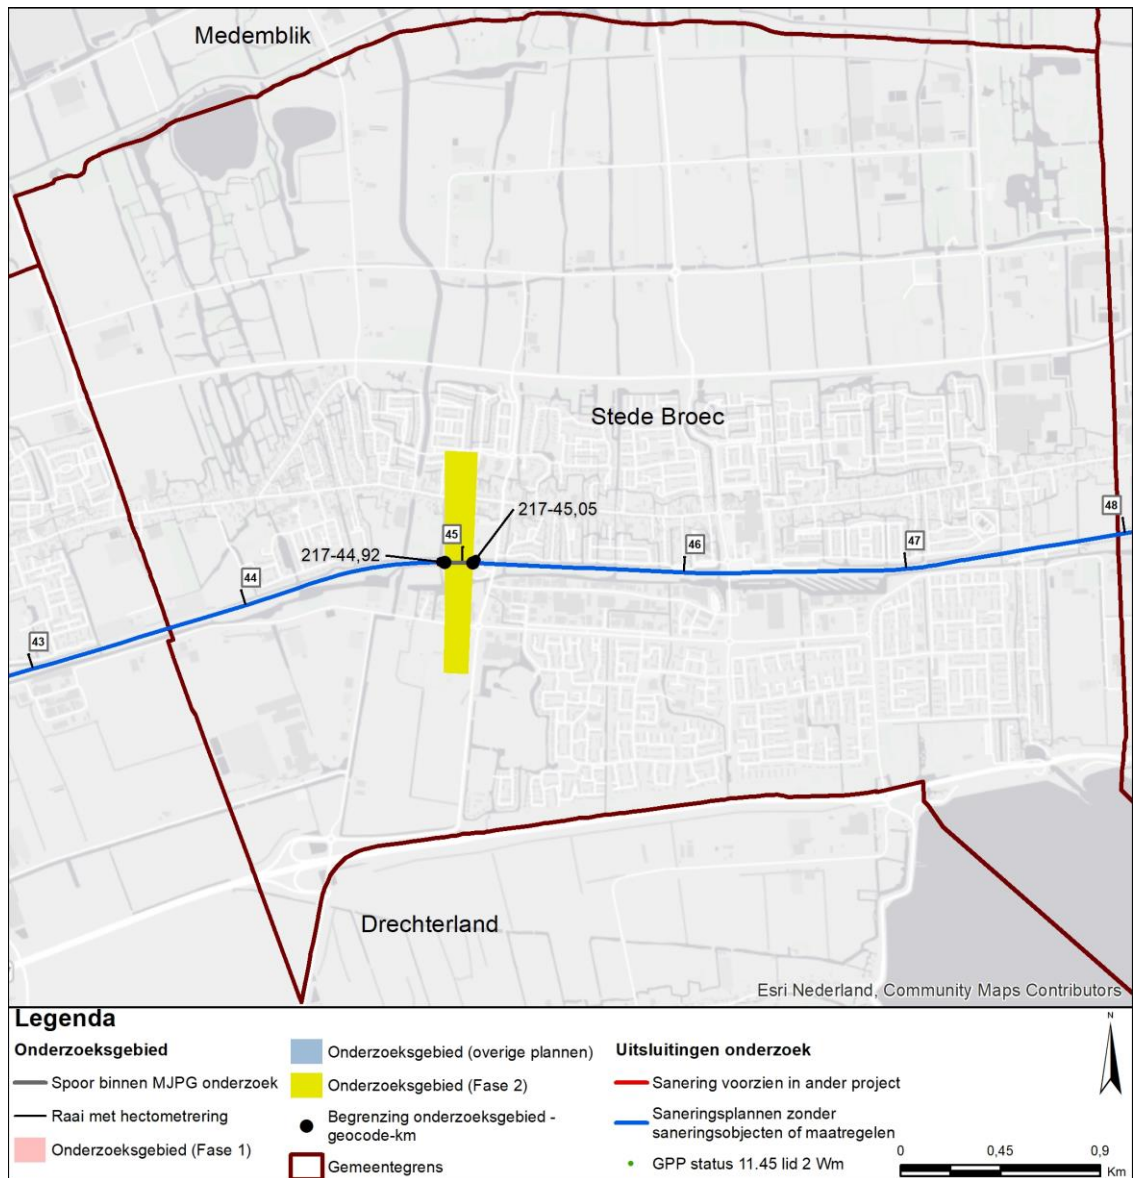 Medemblik
Stede Broec
217-45,05
45
217-44,92
48
47
46
44
43
Drechterland
Esri Nederland, Community Maps Contributors
Legenda
Onderzoeksgebied
Spoor binnen MJPG onderzoek
Raai met hectometrering
Onderzoeksgebied (Fase 1)
Onderzoeksgebied (overige plannen)
Onderzoeksgebied (Fase 2)
Begrenzing onderzoeksgebied -
geocode-km
Gemeentegrens
Uitsluitingen onderzoek
Sanering voorzien in ander project
Saneringsplannen zonder
saneringsobjecten of maatregelen
GPP status 11.45 lid 2 Wm
N
0 0,45 0,9
Km